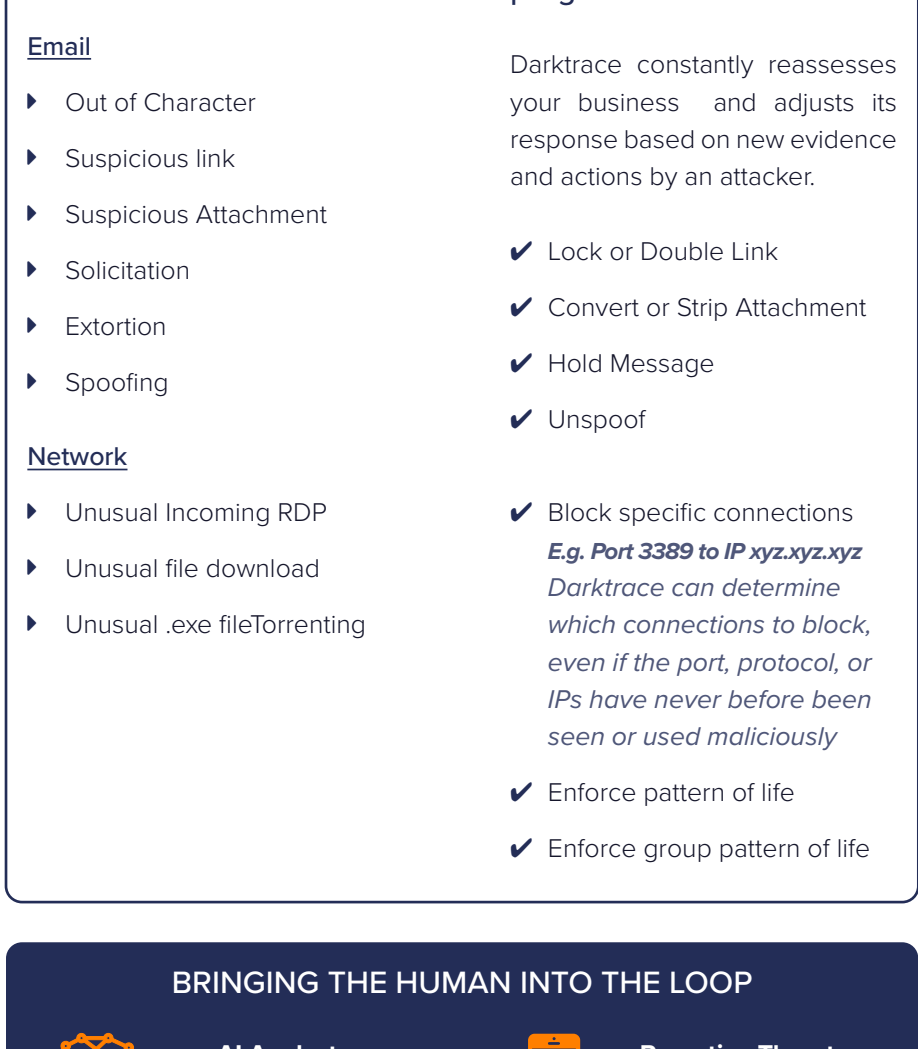 Email
Out of Character
Suspicious link
Suspicious Attachment
Solicitation
Extortion
Spoofing
Network
Unusual Incoming RDP
Unusual file download
Unusual .exe fileTorrenting
Darktrace constantly reassesses
your business and adjusts its
response based on new evidence
and actions by an attacker.
✔ Lock or Double Link
✔ Convert or Strip Attachment
✔ Hold Message
✔ Unspoof
✔ Block specific connections
E.g. Port 3389 to IP xyz.xyz.xyz
Darktrace can determine
which connections to block,
even if the port, protocol, or
IPs have never before been
seen or used maliciously
✔ Enforce pattern of life
✔ Enforce group pattern of life
BRINGING THE HUMAN INTO THE LOOP